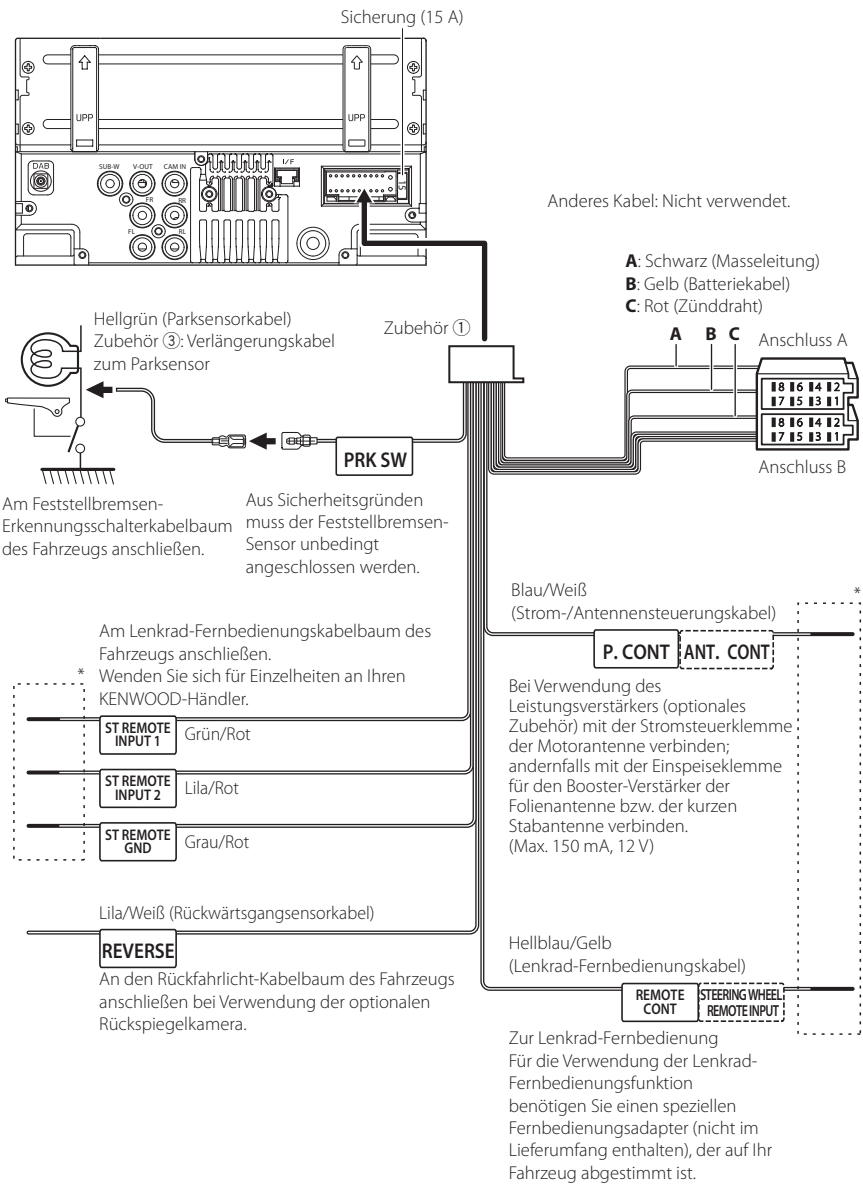 Sicherung (15 A)
UPP
UPP
DAB
SUB-W
V-OUT
CAM IN
I/F
15
FR
RR
FL
RL
Anderes Kabel: Nicht verwendet.
A: Schwarz (Masseleitung)
B: Gelb (Batteriekabel)
C: Rot (Zünddraht)
Hellgrün (Parksensorkabel)
Zubehör ③: Verlängerungskabel
zum Parksensor
Zubehör ①
A B C
Anschluss A
8 6 4 2
7 5 3 1
8 6 4 2
7 5 3 1
Anschluss B
PRK SW
Am Feststellbremsen-
Erkennungsschalterkabelbaum
des Fahrzeugs anschließen.
Aus Sicherheitsgründen
muss der Feststellbremsen-
Sensor unbedingt
angeschlossen werden.
Blau/Weiß
(Strom-/Antennensteuerungskabel)
*
P. CONT
ANT. CONT
Am Lenkrad-Fernbedienungskabelbaum des
Fahrzeugs anschließen.
Wenden Sie sich für Einzelheiten an Ihren
KENWOOD-Händler.
*
ST REMOTE
INPUT 1
Grün/Rot
ST REMOTE
INPUT 2
Lila/Rot
ST REMOTE
GND
Grau/Rot
Bei Verwendung des
Leistungsverstärkers (optionales
Zubehör) mit der Stromsteuerklemme
der Motorantenne verbinden;
andernfalls mit der Einspeiseklemme
für den Booster-Verstärker der
Folienantenne bzw. der kurzen
Stabantenne verbinden.
(Max. 150 mA, 12 V)
Lila/Weiß (Rückwärtsgangsensorkabel)
REVERSE
An den Rückfahrlicht-Kabelbaum des Fahrzeugs
anschließen bei Verwendung der optionalen
Rückspiegelkamera.
Hellblau/Gelb
(Lenkrad-Fernbedienungskabel)
REMOTE
CONT
STEERING WHEEL
REMOTE INPUT
Zur Lenkrad-Fernbedienung
Für die Verwendung der Lenkrad-
Fernbedienungsfunktion
benötigen Sie einen speziellen
Fernbedienungsadapter (nicht im
Lieferumfang enthalten), der auf Ihr
Fahrzeug abgestimmt ist.